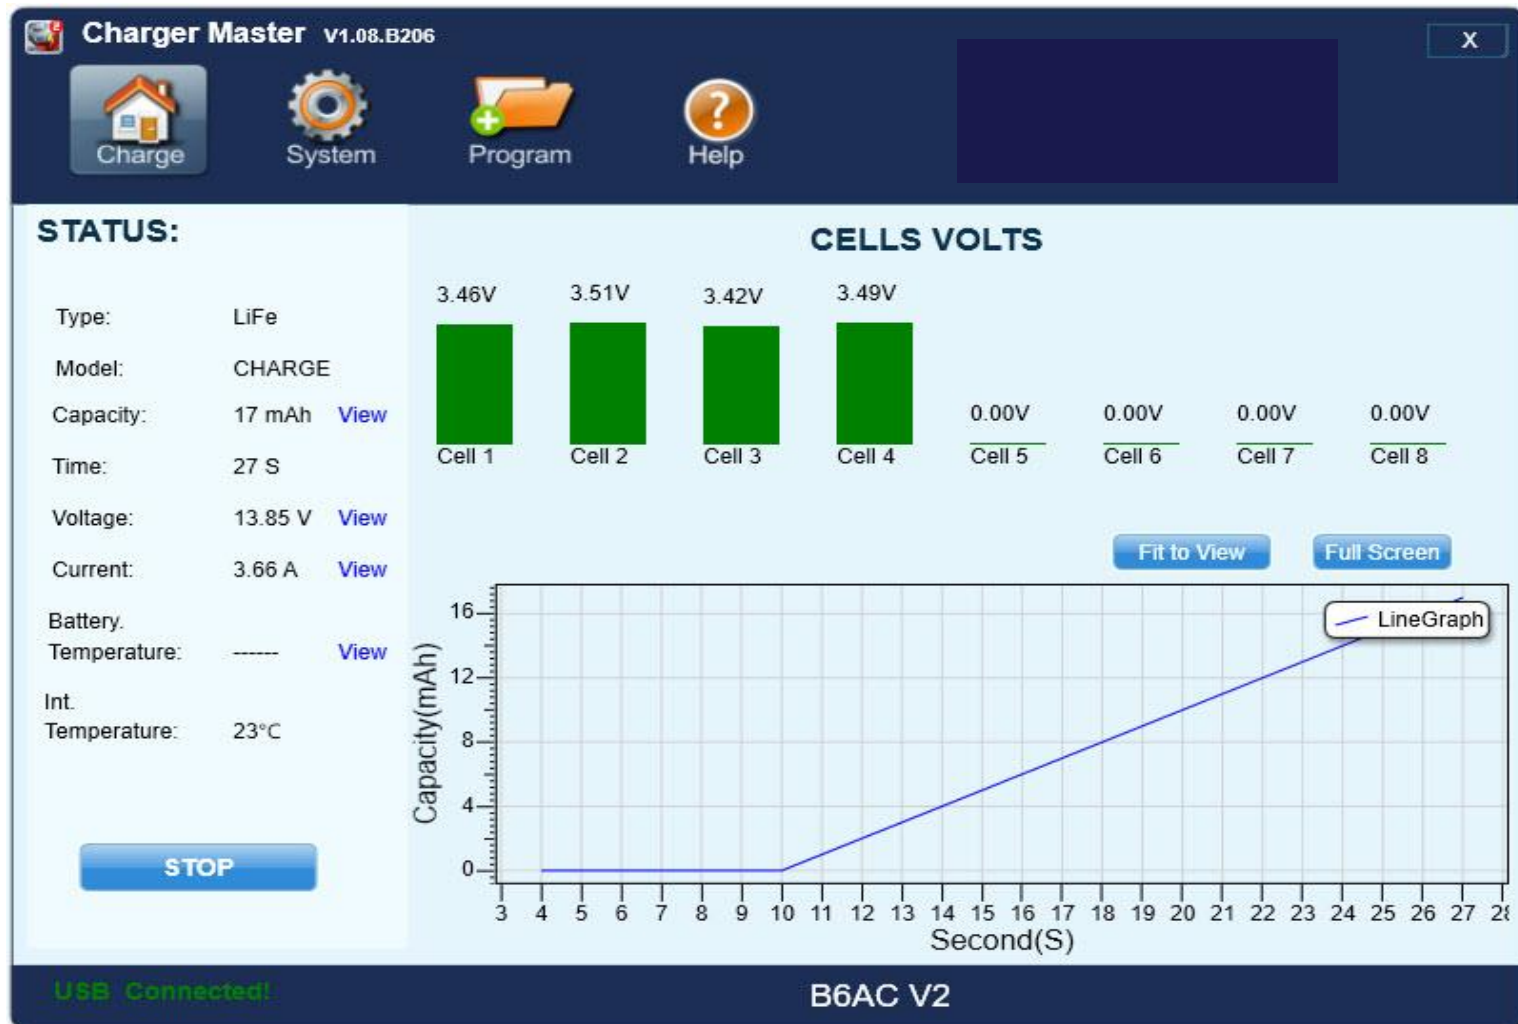 Charger Master V1.08.B206
X
Charge System Program Help
STATUS:
Type: LiFe
Model: CHARGE
Capacity: 17 mAh View
Time: 27 S
Voltage: 13.85 V View
Current: 3.66 A View
Battery.
Temperature: ------ View
Int.
Temperature: 23°C
STOP
CELLS VOLTS
3.46V 3.51V 3.42V 3.49V
0.00V 0.00V 0.00V 0.00V
Cell 1 Cell 2 Cell 3 Cell 4 Cell 5 Cell 6 Cell 7 Cell 8
Fit to View Full Screen
LineGraph
Capacity(mAh)
16
12
8
4
0
3 4 5 6 7 8 9 10 11 12 13 14 15 16 17 18 19 20 21 22 23 24 25 26 27 28
Second(S)
USB Connected!
B6AC V2